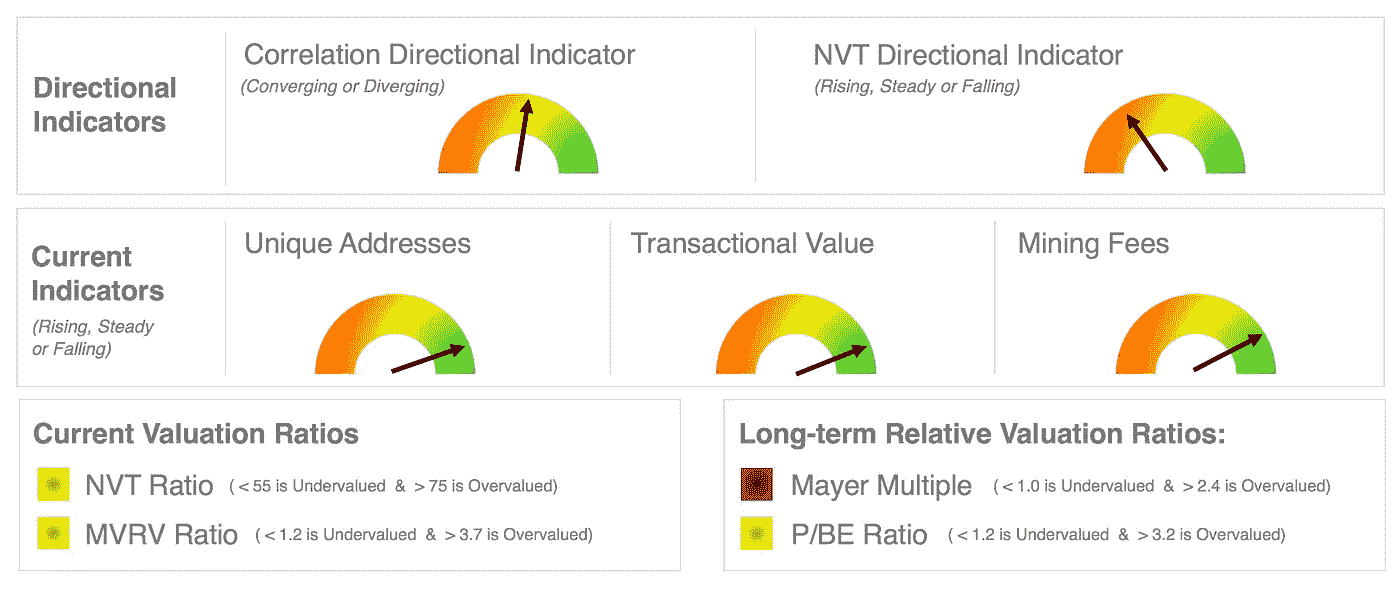 Directional
Indicators
Correlation Directional Indicator
(Converging or Diverging)
NVT Directional Indicator
(Rising, Steady or Falling)
Current
Indicators
(Rising, Steady
or Falling)
Unique Addresses
Transactional Value
Mining Fees
Current Valuation Ratios
NVT Ratio ( < 55 is Undervalued & > 75 is Overvalued)
MVRV Ratio ( < 1.2 is Undervalued & > 3.7 is Overvalued)
Long-term Relative Valuation Ratios:
Mayer Multiple ( < 1.0 is Undervalued & > 2.4 is Overvalued)
P/BE Ratio ( < 1.2 is Undervalued & > 3.2 is Overvalued)